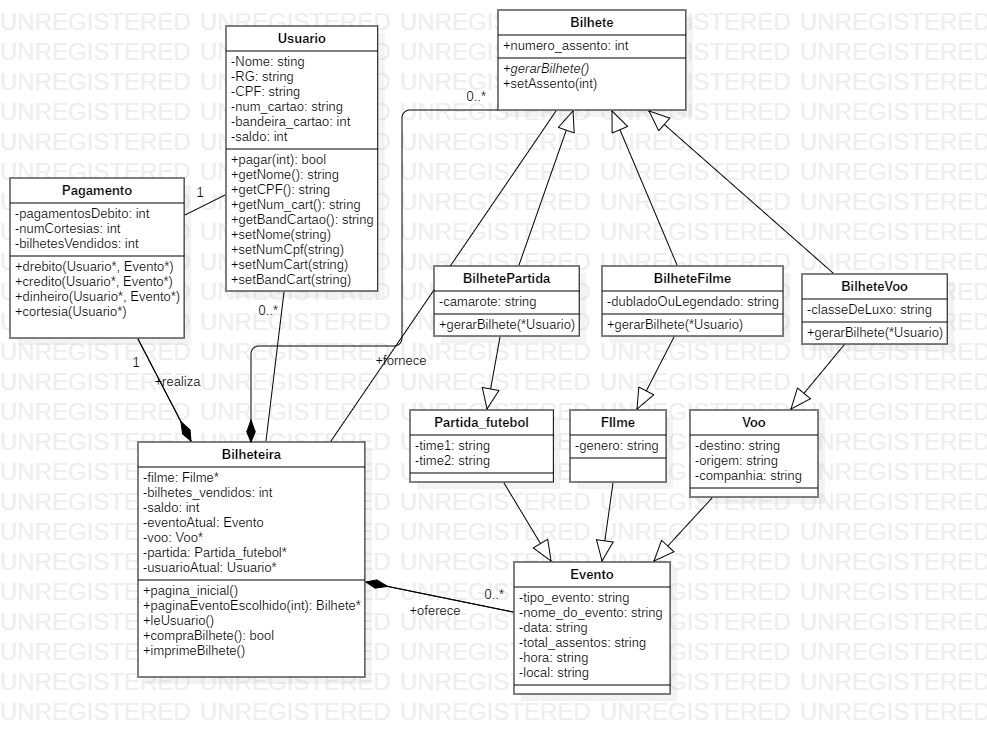 Usuario
-Nome: sting
-RG: string
-CPF: string
-num_cartao: string
-bandeira_cartao: int
-saldo: int
+pagar(int): bool
+getNome(): string
+getCPF(): string
+getNum_cart(): string
+getBandCartao(): string
+setNome(string)
+setNumCpf(string)
+setNumCart(string)
+setBandCart(string)
Bilhete
+numero_assento: int
+gerarBilhete()
+setAssento(int)
0..*
Pagamento
-pagamentosDebito: int
-numCortesias: int
-bilhetesVendidos: int
+drebito(Usuario*, Evento*)
+credito(Usuario*, Evento*)
+dinheiro(Usuario*, Evento*)
+cortesia(Usuario*)
1
0..*
1
+realiza
+fornece
BilhetePartida
-camarote: string
+gerarBilhete(*Usuario)
BilheteFilme
-dubladoOuLegendado: string
+gerarBilhete(*Usuario)
BilheteVoo
-classeDeLuxo: string
+gerarBilhete(*Usuario)
Partida_futebol
-time1: string
-time2: string
FIlme
-genero: string
Voo
-destino: string
-origem: string
-companhia: string
Bilheteira
-filme: Filme*
-bilhetes_vendidos: int
-saldo: int
-eventoAtual: Evento
-voo: Voo*
-partida: Partida_futebol*
-usuarioAtual: Usuario*
+pagina_inicial()
+paginaEventoEscolhido(int): Bilhete*
+leUsuario()
+compraBilhete(): bool
+imprimeBilhete()
0..*
+oferece
Evento
-tipo_evento: string
-nome_do_evento: string
-data: string
-total_assentos: string
-hora: string
-local: string
UNREGISTERED UNREGISTERED UNREGISTERED UNREGISTERED UNREGISTERED